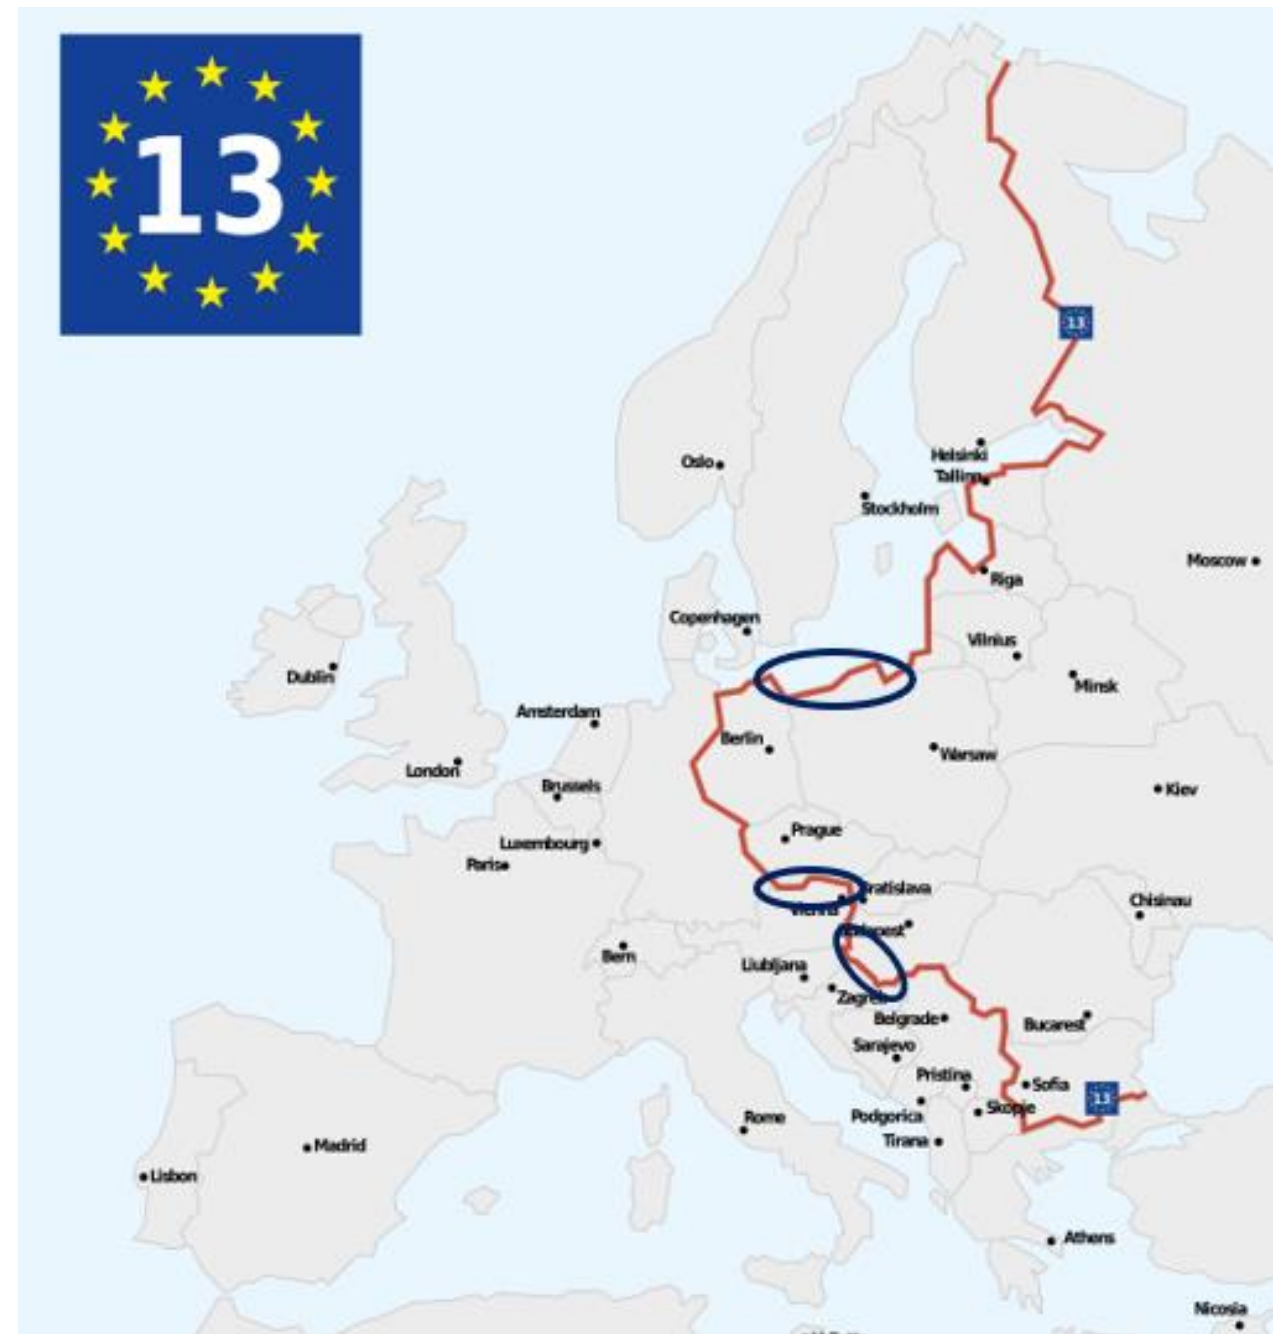 13
13
Helsinki
Oslo
Tallinn
Stockholm
Moscow
Riga
Copenhagen
Vilnius
Dublin
Minsk
Amsterdam
Berlin
Warsaw
London
Brussels
Kiev
Prague
Luxembourg
Paris
Bratislava
Vienna
Chisinau
Budapest
Bern
Liubljana
Zagreb
Belgrade
Bucarest
Sarajevo
Pristina
Sofia
13
Skopje
Podgorica
Rome
Tirana
Madrid
Lisbon
Athens
Nicosia